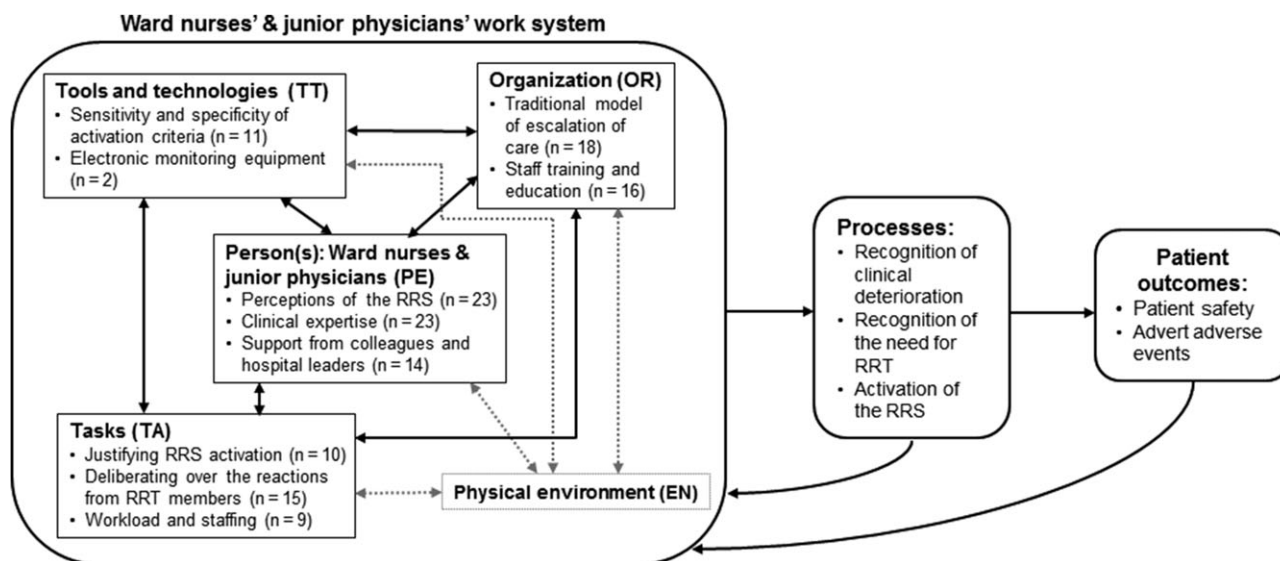 Ward nurses' & junior physicians' work system
Tools and technologies (TT)
• Sensitivity and specificity of
activation criteria (n = 11)
• Electronic monitoring equipment
(n = 2)
Organization (OR)
• Traditional model
of escalation of
care (n = 18)
• Staff training and
education (n = 16)
Person(s): Ward nurses &
junior physicians (PE)
• Perceptions of the RRS (n = 23)
• Clinical expertise (n = 23)
• Support from colleagues and
hospital leaders (n = 14)
Tasks (TA)
• Justifying RRS activation (n = 10)
• Deliberating over the reactions
from RRT members (n = 15)
• Workload and staffing (n = 9)
Physical environment (EN)
Processes:
• Recognition of
clinical
deterioration
• Recognition of
the need for
RRT
• Activation of
the RRS
Patient
outcomes:
• Patient safety
• Advert adverse
events